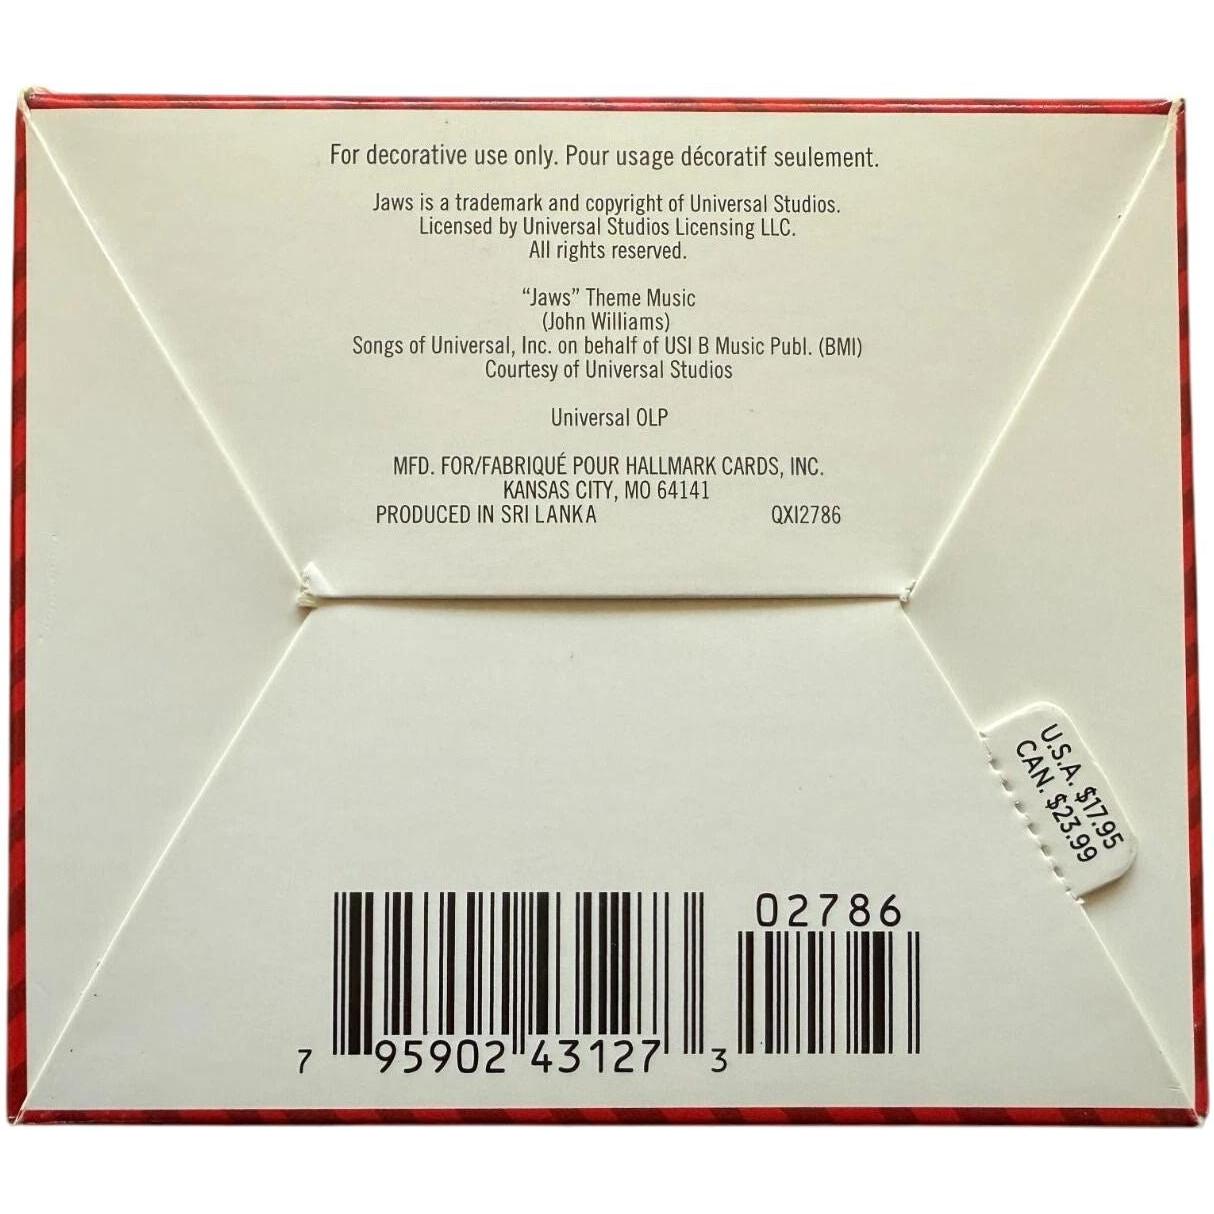 For decorative use only. Pour usage décoratif seulement.
Jaws is a trademark and copyright of Universal Studios.
Licensed by Universal Studios Licensing LLC.
All rights reserved.
“Jaws” Theme Music
(John Williams)
Songs of Universal, Inc. on behalf of USI B Music Publ. (BMI)
Courtesy of Universal Studios
Universal OLP
MFD. FOR/FABRIQUÉ POUR HALLMARK CARDS, INC.
KANSAS CITY, MO 64141
PRODUCED IN SRI LANKA QXI2786
U.S.A. $17.95
CAN. $23.99
02786
7 95902 43127 3